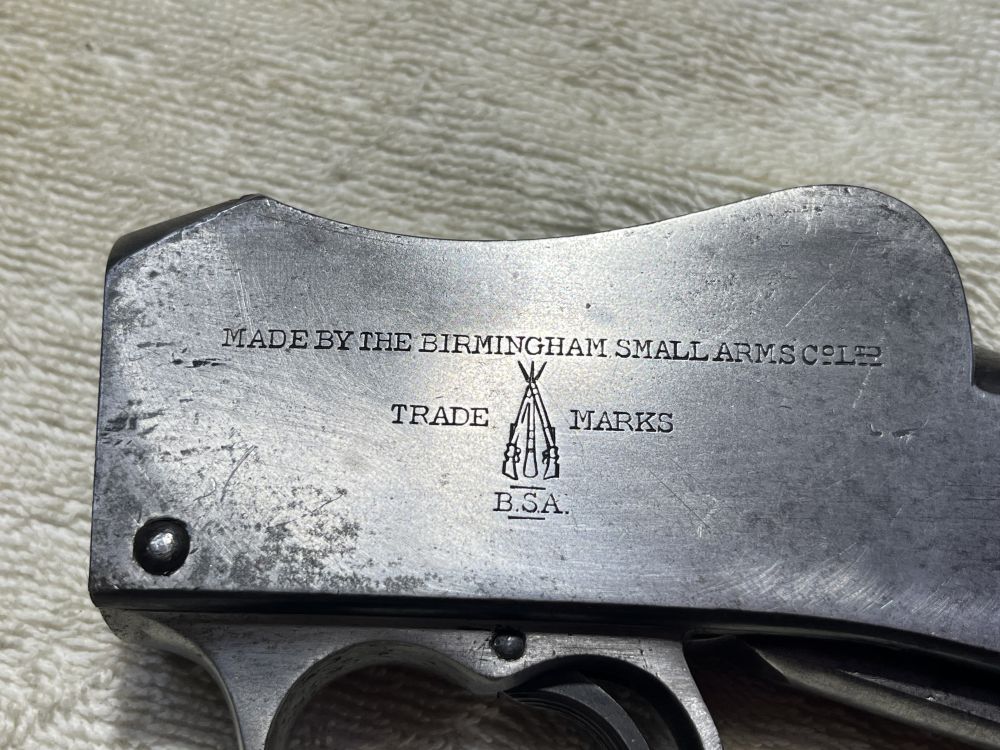 MADE BY THE BIRMINGHAM SMALL ARMS Co LTD
TRADE MARKS
B.S.A.